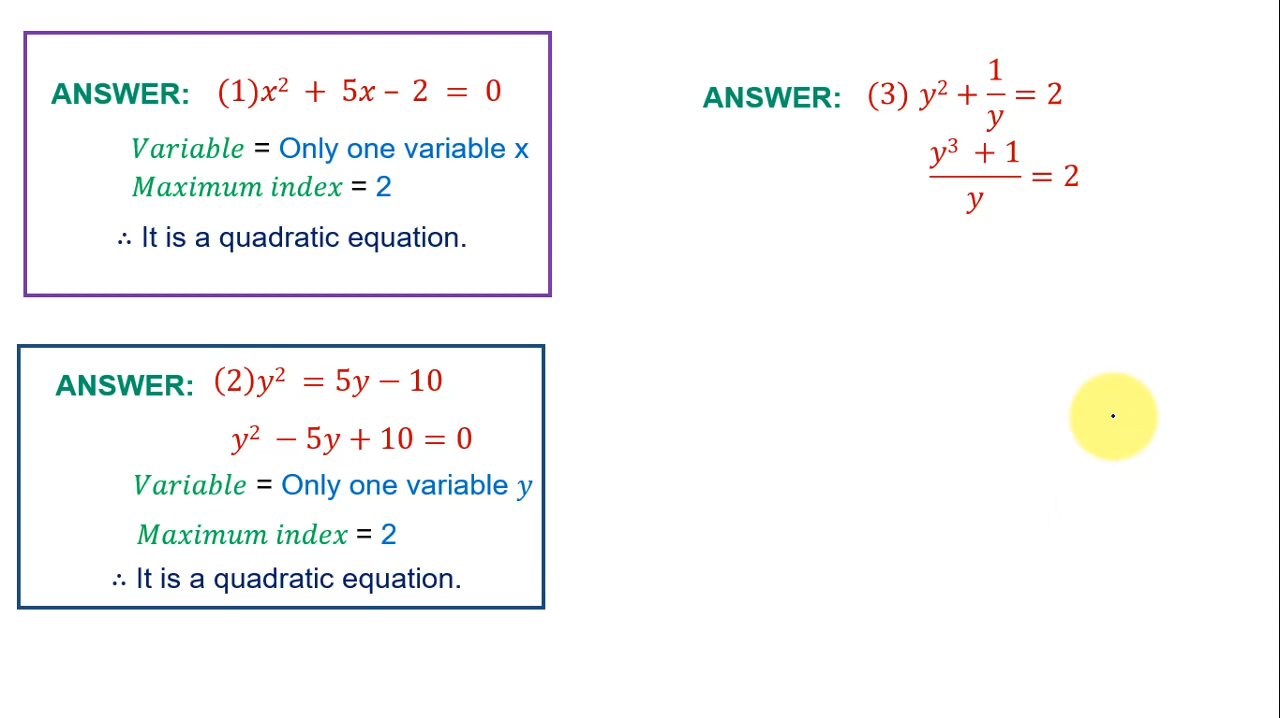 ANSWER: (1)x² + 5x – 2 = 0
Variable = Only one variable x
Maximum index = 2
∴ It is a quadratic equation.
ANSWER: (2)y² = 5y − 10
y² − 5y + 10 = 0
Variable = Only one variable y
Maximum index = 2
∴ It is a quadratic equation.
ANSWER: (3) y² + 1/y = 2
y³ + 1/y = 2